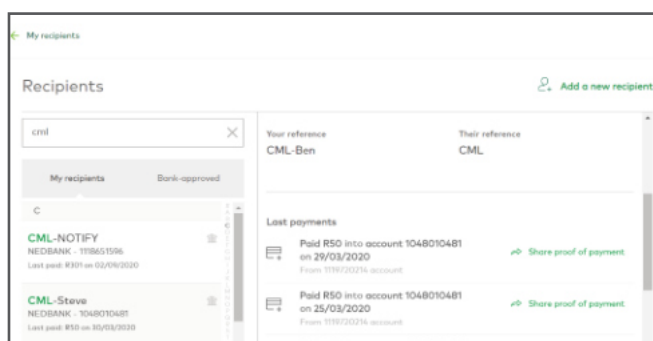 My recipients
Recipients
Add a new recipient
cml
My recipients
Bank-approved
C
CML-NOTIFY
NEDBANK - 1118651596
Last paid: R301 on 02/09/2020
CML-Steve
NEDBANK - 1048010481
Last paid: R50 on 30/03/2020
Your reference
Their reference
CML-Ben
CML
Last payments
Paid R50 into account 1048010481
on 29/03/2020
From 1119720214 account
Share proof of payment
Paid R50 into account 1048010481
on 25/03/2020
From 1119720214 account
Share proof of payment